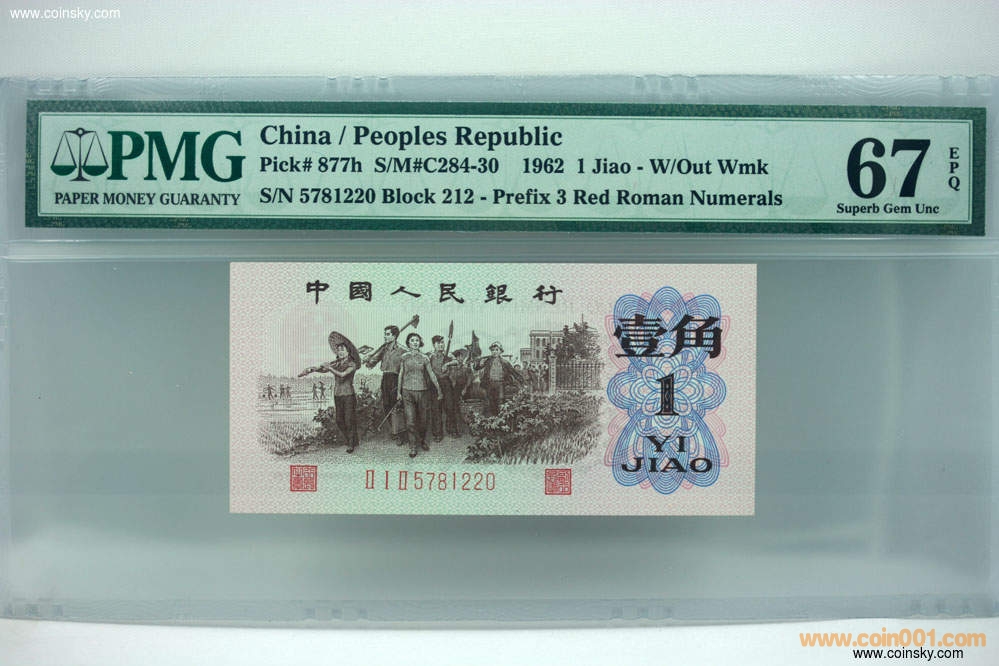 www.coinsky.com
PMG
PAPER MONEY GUARANTY
China / Peoples Republic
Pick# 877h S/M#C284-30 1962 1 Jiao - W/Out Wmk
S/N 5781220 Block 212 - Prefix 3 Red Roman Numerals
67
EPQ
Superb Gem Unc
中國人民銀行
壹角
1
YI
JIAO
II I II 5781220
www.coin001.com
www.coinsky.com